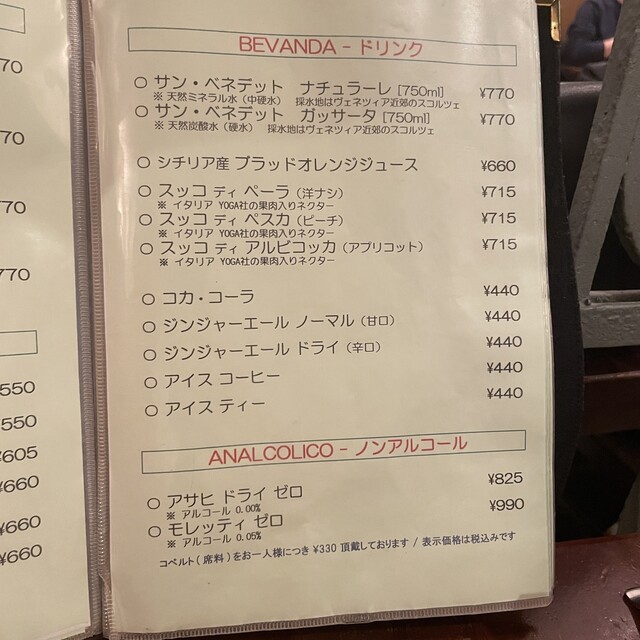 70
70
70
770
550
550
¥605
¥660
¥660
¥660
BEVANDA - ドリンク
○ サン・ベネデット ナチュラーレ [750ml] ¥770
※ 天然ミネラル水（中硬水） 採水地はヴェネツィア近郊のスコルツェ
○ サン・ベネデット ガッサータ [750ml] ¥770
※ 天然炭酸水（硬水） 採水地はヴェネツィア近郊のスコルツェ
○ シチリア産 ブラッドオレンジジュース ¥660
○ スッコ ディ ペーラ（洋ナシ） ¥715
※ イタリア YOGA社の果肉入りネクター
○ スッコ ディ ペスカ（ピーチ） ¥715
※ イタリア YOGA社の果肉入りネクター
○ スッコ ディ アルビコッカ（アプリコット） ¥715
※ イタリア YOGA社の果肉入りネクター
○ コカ・コーラ ¥440
○ ジンジャーエール ノーマル（甘口） ¥440
○ ジンジャーエール ドライ（辛口） ¥440
○ アイス コーヒー ¥440
○ アイス ティー ¥440
ANALCOLICO - ノンアルコール
○ アサヒ ドライ ゼロ ¥825
※ アルコール 0.00%
○ モレッティ ゼロ ¥990
※ アルコール 0.05%
コペルト（席料）をお一人様につき ¥330 頂戴しております / 表示価格は税込みです